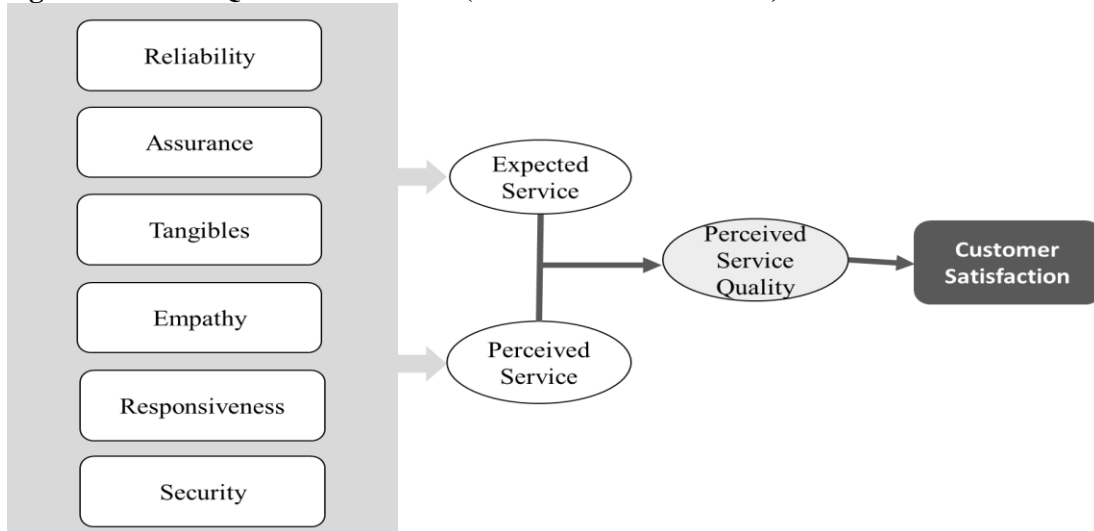 Reliability
Assurance
Tangibles
Empathy
Responsiveness
Security
Expected
Service
Perceived
Service
Perceived
Service
Quality
Customer
Satisfaction